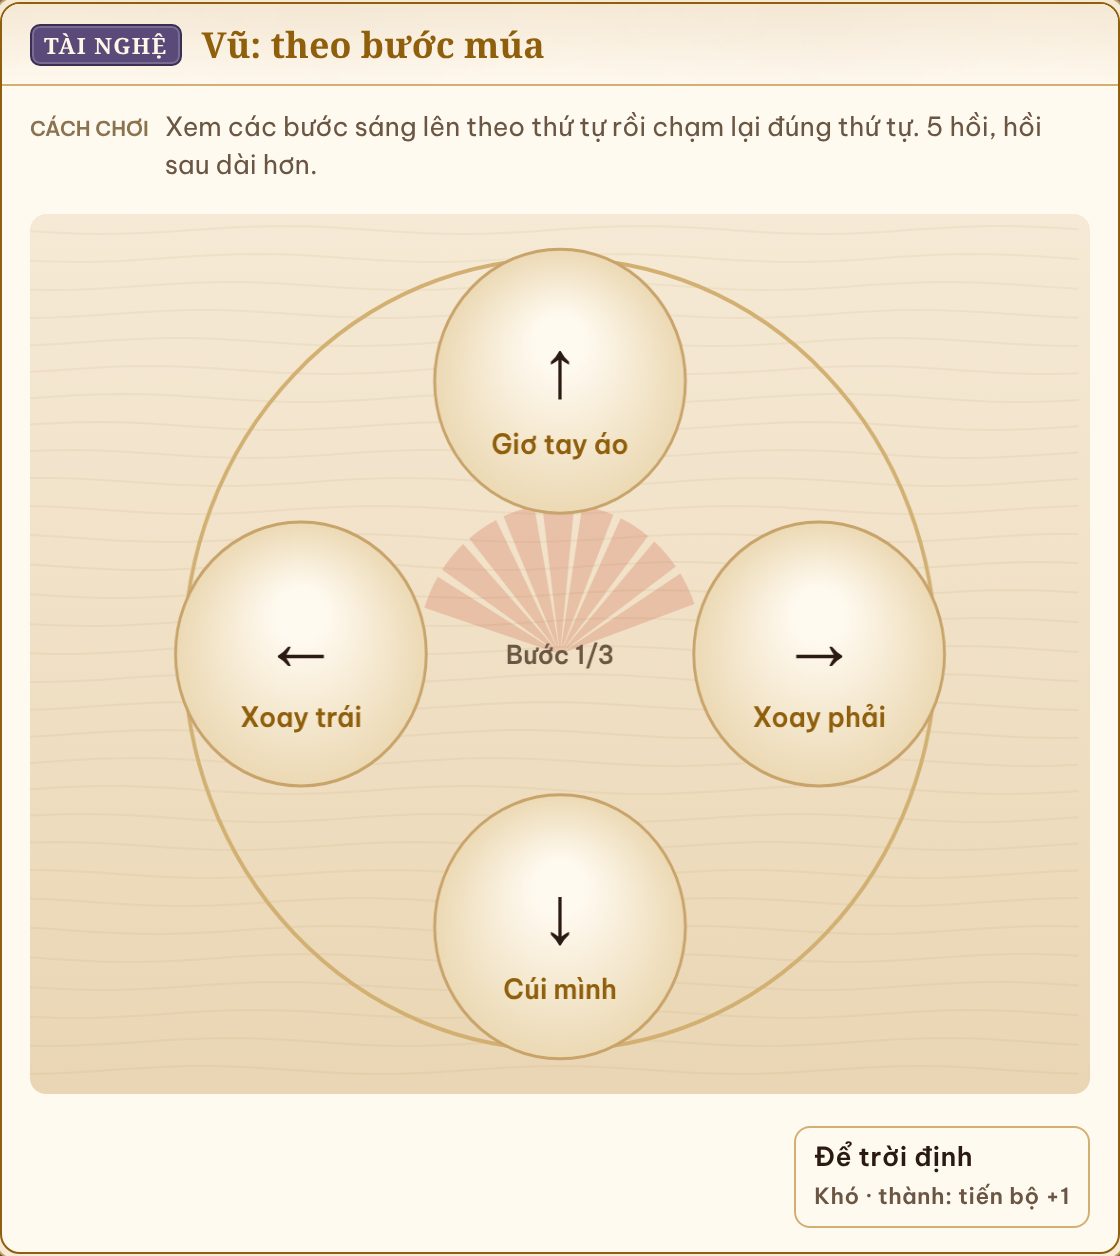 TÀI NGHỆ Vũ: theo bước múa
CÁCH CHƠI Xem các bước sáng lên theo thứ tự rồi chạm lại đúng thứ tự. 5 hồi, hồi
sau dài hơn.
↑
Giơ tay áo
←
Xoay trái
Bước 1/3
→
Xoay phải
↓
Cúi mình
Để trời định
Khó · thành: tiến bộ +1